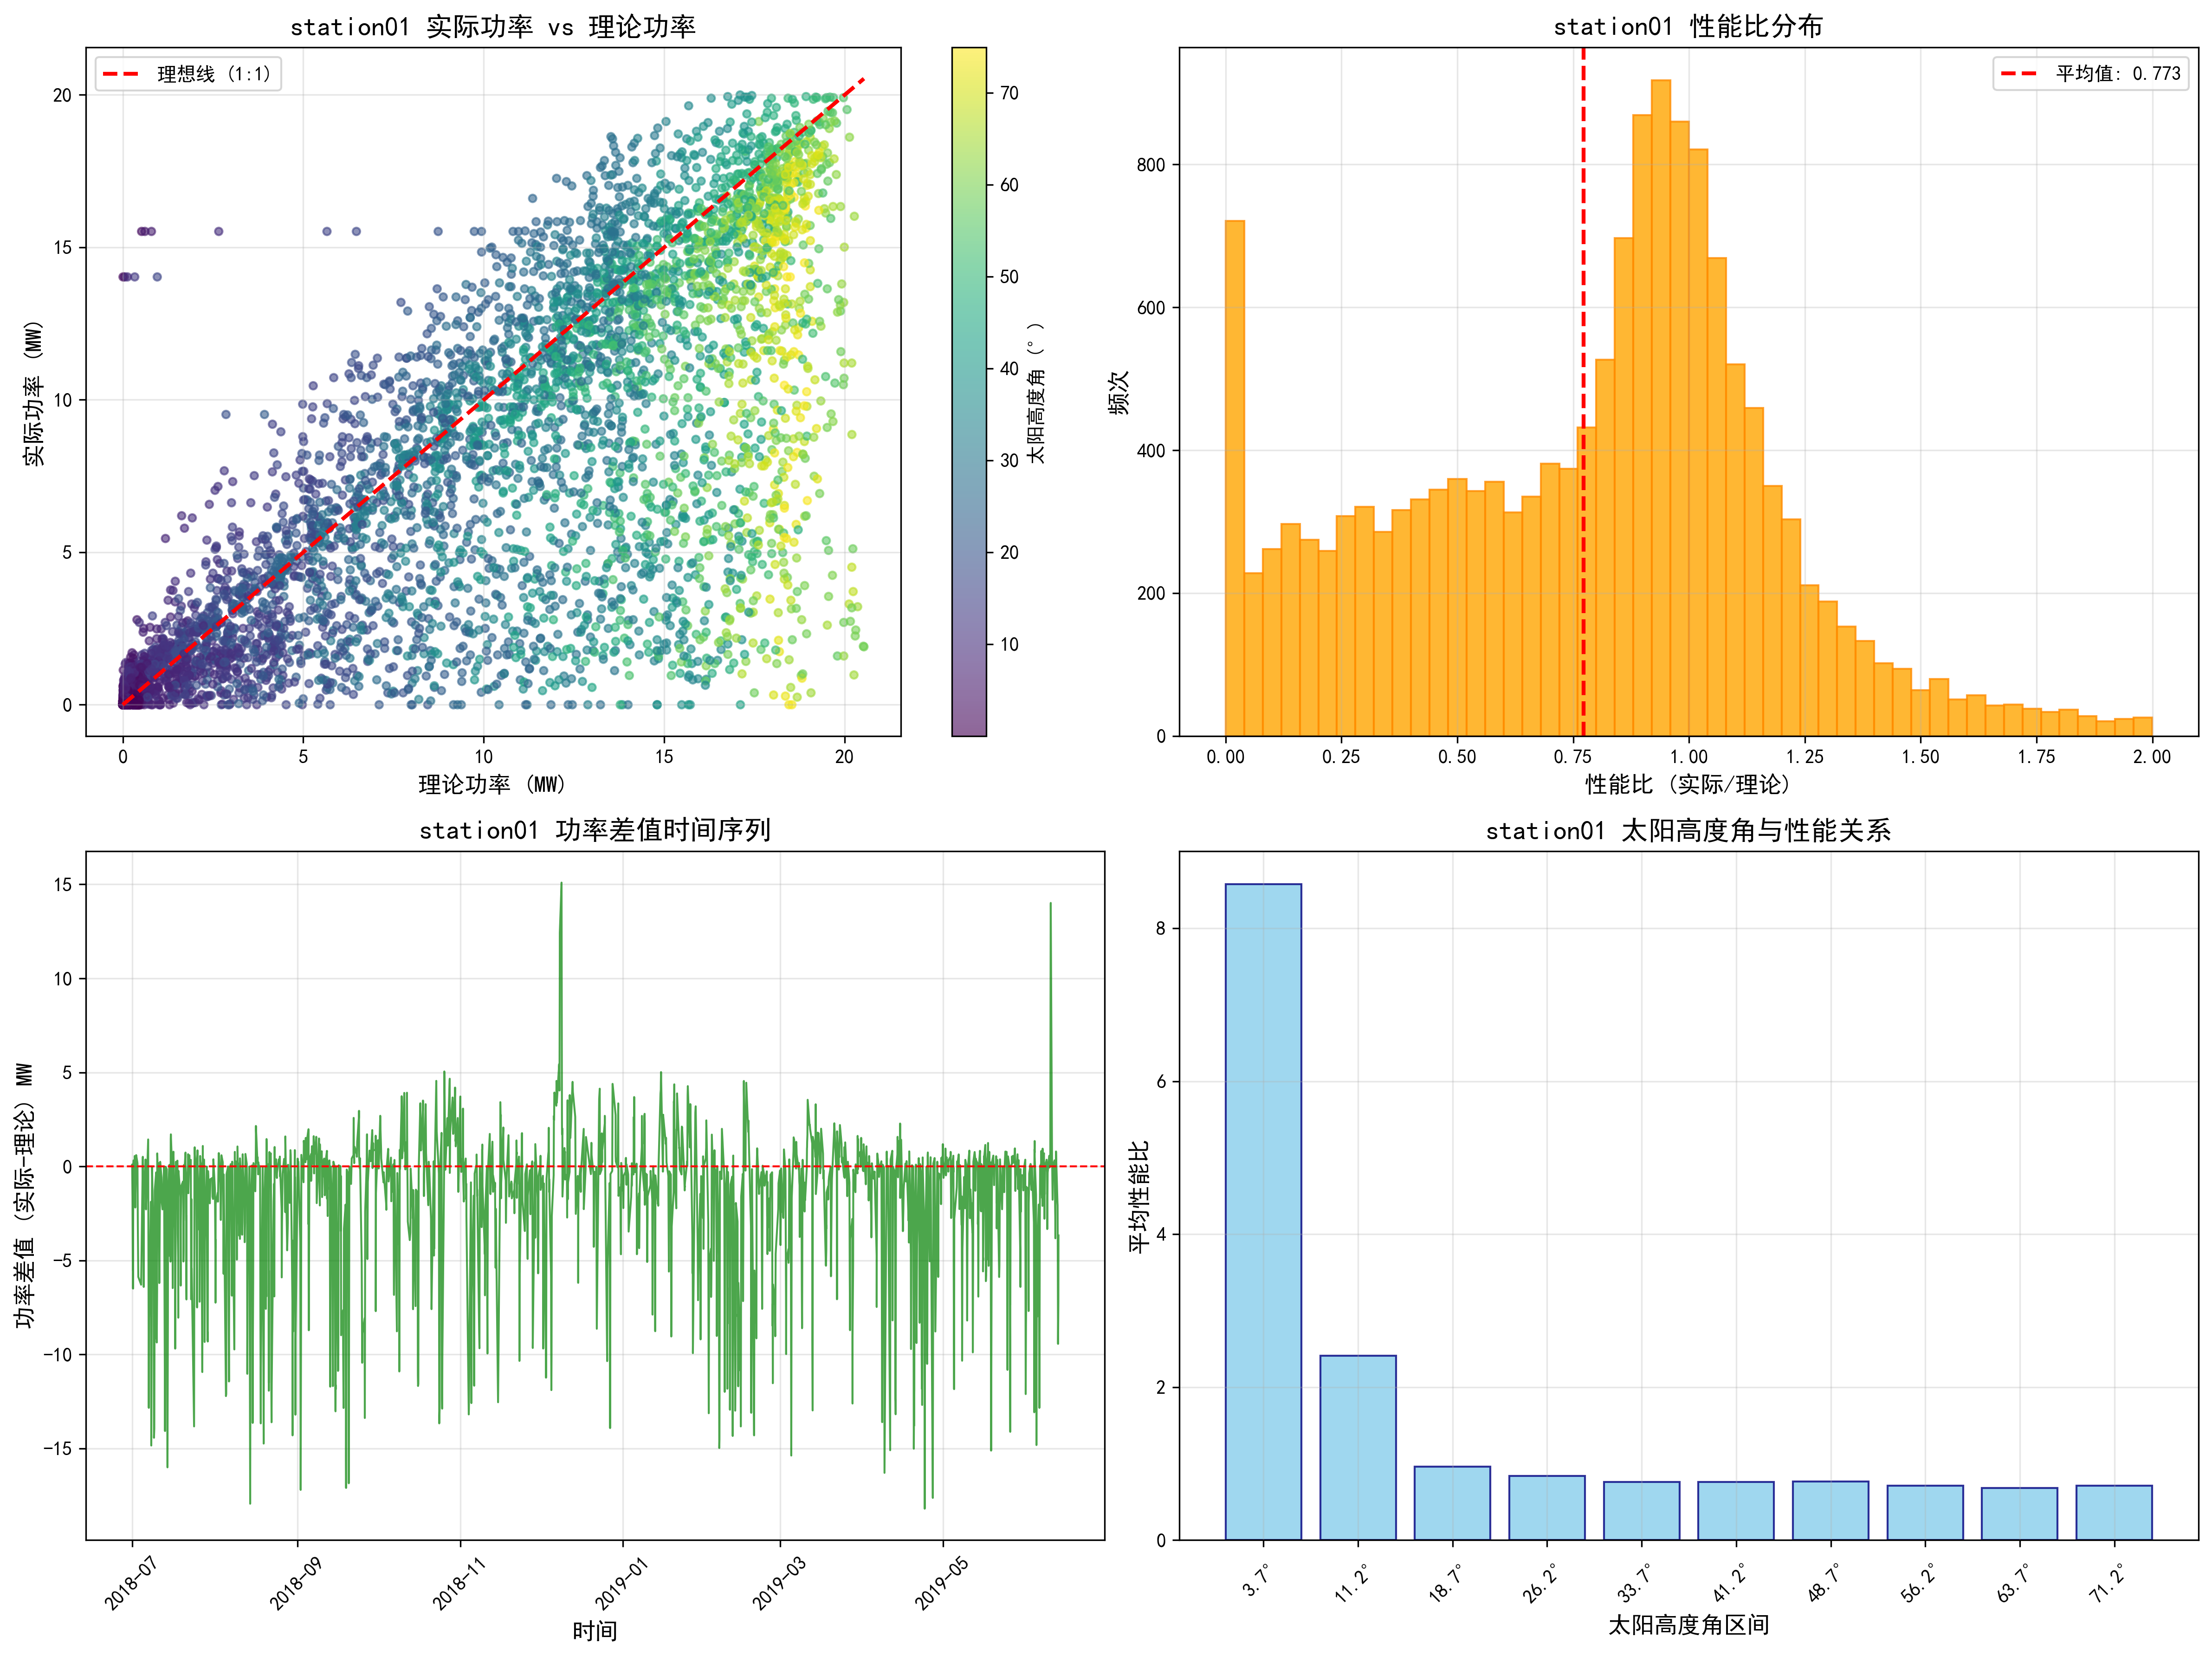 station01 实际功率 vs 理论功率
理想线 (1:1)
实际功率 (MW)
20
15
10
5
0
0 5 10 15 20
理论功率 (MW)
70
60
50
40
30
20
10
太阳高度角 (°)
station01 性能比分布
平均值: 0.773
频次
800
600
400
200
0
0.00 0.25 0.50 0.75 1.00 1.25 1.50 1.75 2.00
性能比 (实际/理论)
station01 功率差值时间序列
功率差值 (实际-理论) MW
15
10
5
0
-5
-10
-15
2018-07 2018-09 2018-11 2019-01 2019-03 2019-05
时间
station01 太阳高度角与性能关系
平均性能比
8
6
4
2
0
3.7° 11.2° 18.7° 26.2° 33.7° 41.2° 48.7° 56.2° 63.7° 71.2°
太阳高度角区间